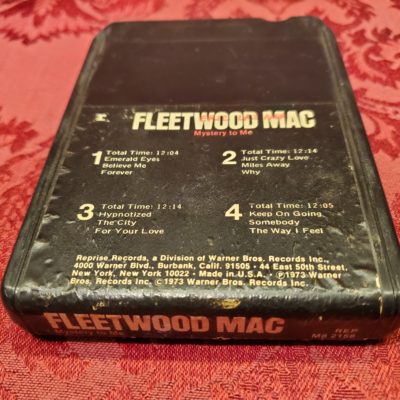 FLEETWOOD MAC
Mystery to Me
1 Total Time: 12:04
Emerald Eyes
Believe Me
Forever
2 Total Time: 12:14
Just Crazy Love
Miles Away
Why
3 Total Time: 12:14
Hypnotized
The City
For Your Love
4 Total Time: 12:05
Keep On Going
Somebody
The Way I Feel
Reprise Records, a Division of Warner Bros. Records Inc.,
4000 Warner Blvd., Burbank, Calif. 91505 • 44 East 50th Street,
New York, New York 10022 • Made in U.S.A. • ℗1973 Warner
Bros. Records Inc. ©1973 Warner Bros. Records Inc.
FLEETWOOD MAC
Mystery to Me
REP
M8 2158